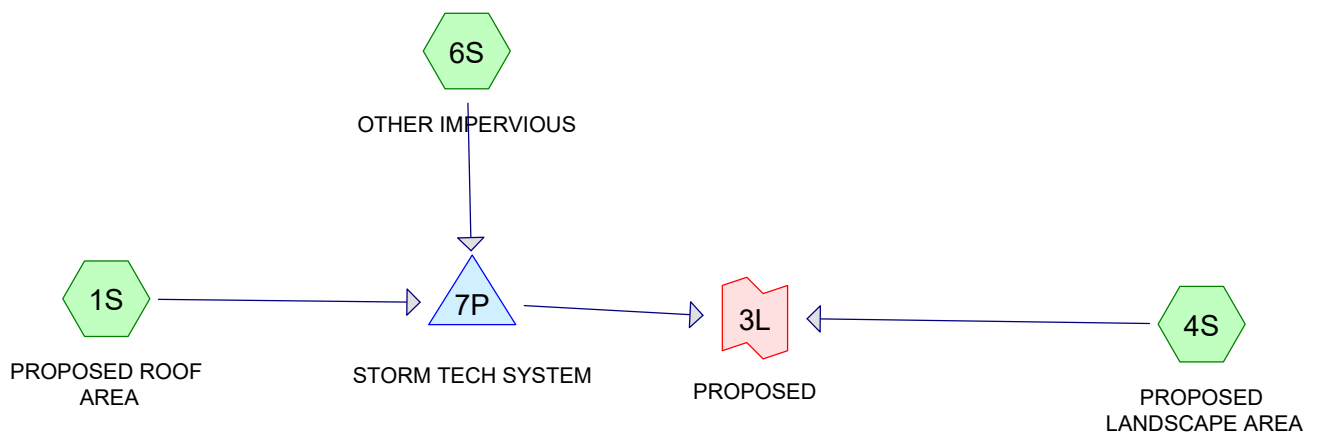 6S
OTHER IMPERVIOUS
1S
PROPOSED ROOF
AREA
7P
STORM TECH SYSTEM
3L
PROPOSED
4S
PROPOSED
LANDSCAPE AREA